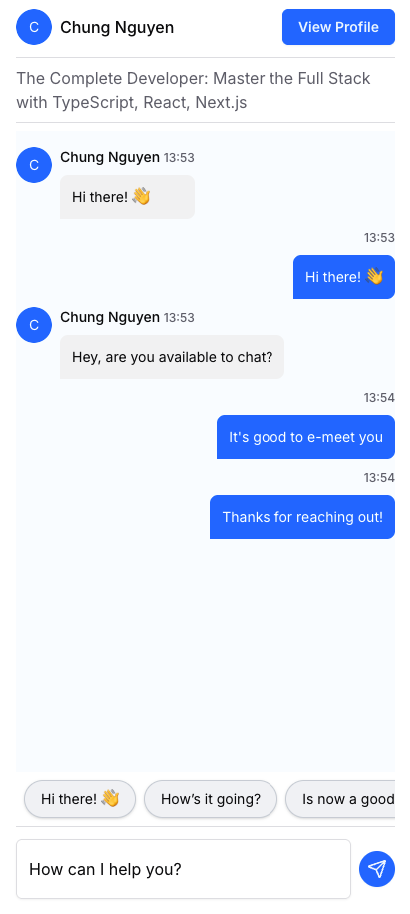 C
Chung Nguyen
View Profile
The Complete Developer: Master the Full Stack
with TypeScript, React, Next.js
C
Chung Nguyen 13:53
Hi there! 👋
13:53
Hi there! 👋
C
Chung Nguyen 13:53
Hey, are you available to chat?
13:54
It's good to e-meet you
13:54
Thanks for reaching out!
Hi there! 👋
How’s it going?
Is now a good
How can I help you?